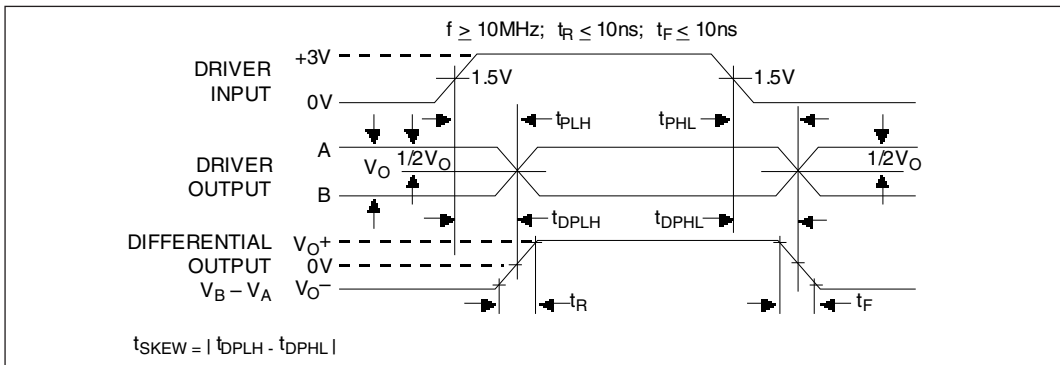 f ≥ 10MHz; tR ≤ 10ns; tF ≤ 10ns
+3V
DRIVER
INPUT
1.5V
1.5V
0V
tPLH
tPHL
A
DRIVER
OUTPUT
VO
1/2VO
1/2VO
B
tDPLH
tDPHL
DIFFERENTIAL
OUTPUT
VB – VA
VO+
0V
VO–
tR
tF
tSKEW = | tDPLH - tDPHL |